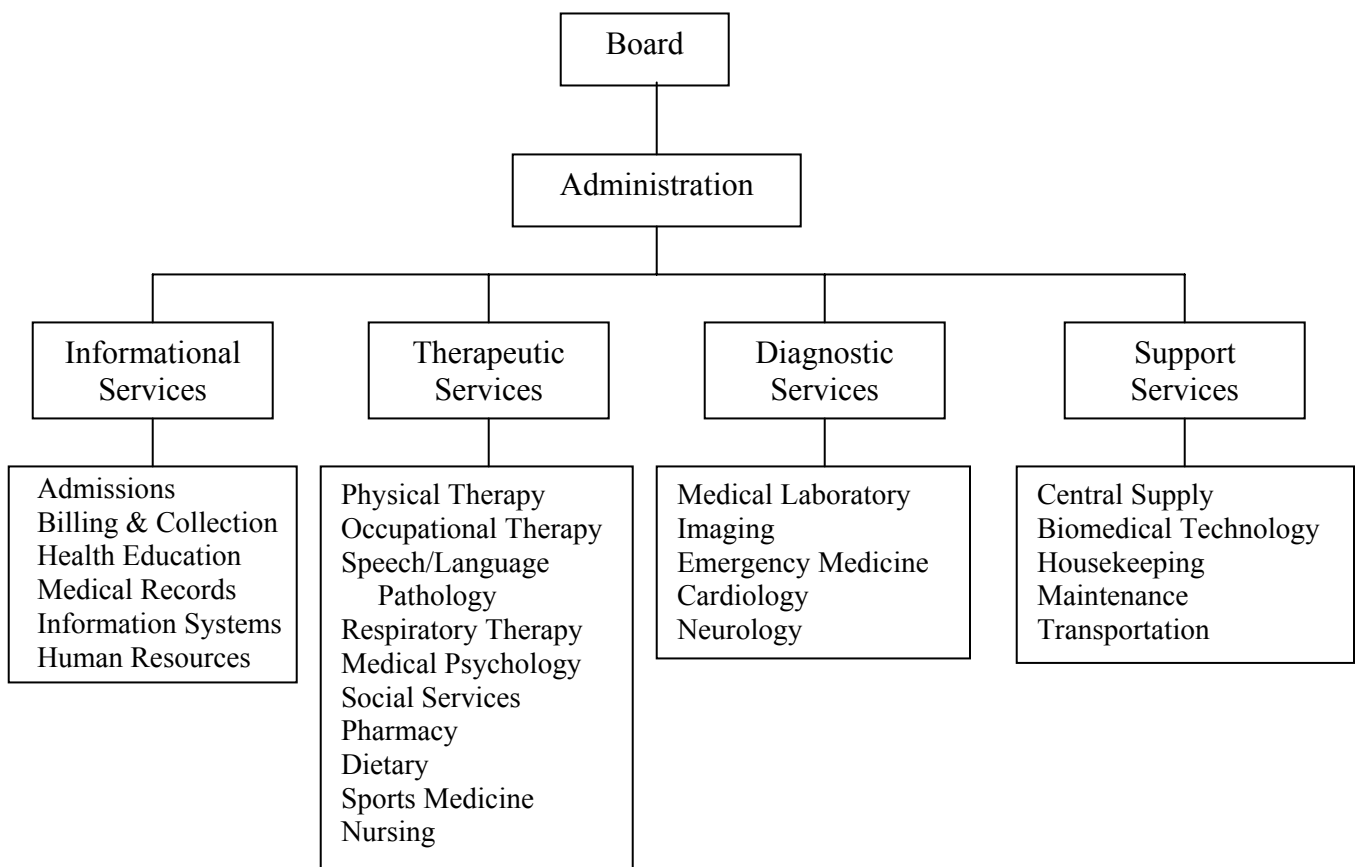 Board
Administration
Informational
Services
Therapeutic
Services
Diagnostic
Services
Support
Services
Admissions
Billing & Collection
Health Education
Medical Records
Information Systems
Human Resources
Physical Therapy
Occupational Therapy
Speech/Language
Pathology
Respiratory Therapy
Medical Psychology
Social Services
Pharmacy
Dietary
Sports Medicine
Nursing
Medical Laboratory
Imaging
Emergency Medicine
Cardiology
Neurology
Central Supply
Biomedical Technology
Housekeeping
Maintenance
Transportation